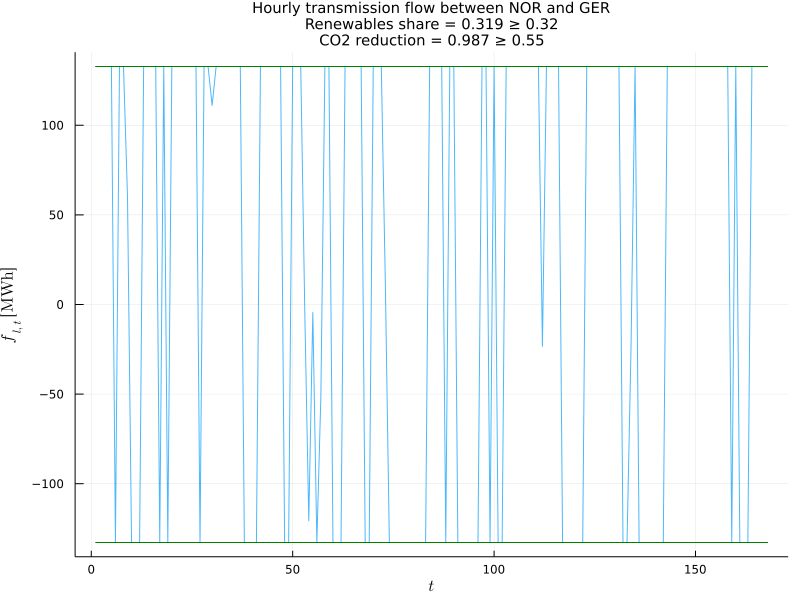 Hourly transmission flow between NOR and GER
Renewables share = 0.319 ≥ 0.32
CO2 reduction = 0.987 ≥ 0.55
100
50
0
−50
−100
f l,t [MWh]
0
50
100
150
t